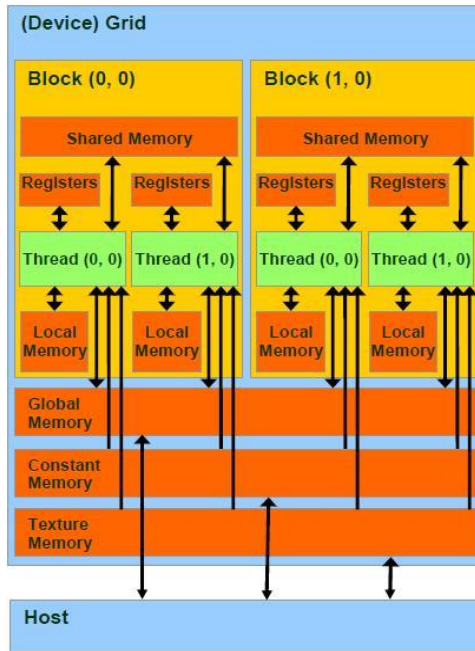 (Device) Grid
Block (0, 0)
Block (1, 0)
Shared Memory
Shared Memory
Registers
Registers
Registers
Registers
Thread (0, 0)
Thread (1, 0)
Thread (0, 0)
Thread (1, 0)
Local
Memory
Local
Memory
Local
Memory
Local
Memory
Global
Memory
Constant
Memory
Texture
Memory
Host